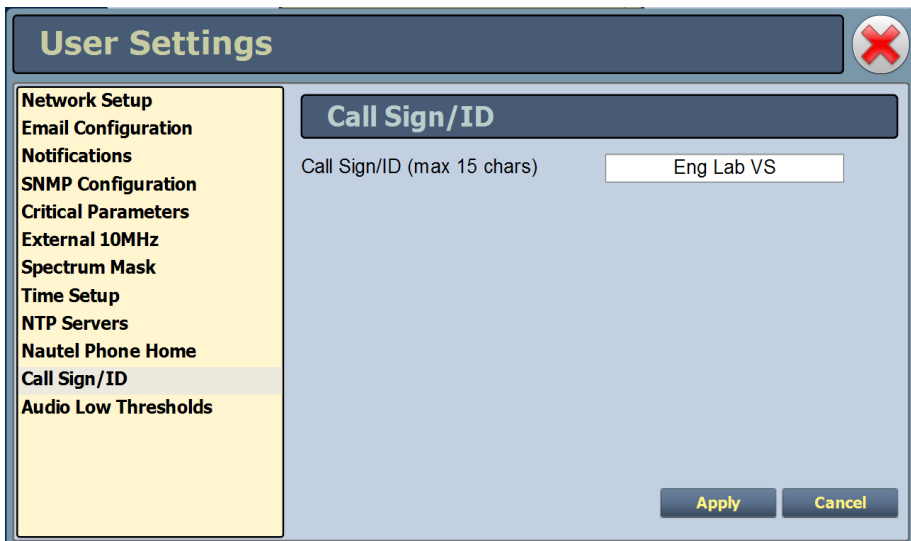 User Settings
Network Setup
Email Configuration
Notifications
SNMP Configuration
Critical Parameters
External 10MHz
Spectrum Mask
Time Setup
NTP Servers
Nautel Phone Home
Call Sign/ID
Audio Low Thresholds
Call Sign/ID
Call Sign/ID (max 15 chars) Eng Lab VS
Apply Cancel